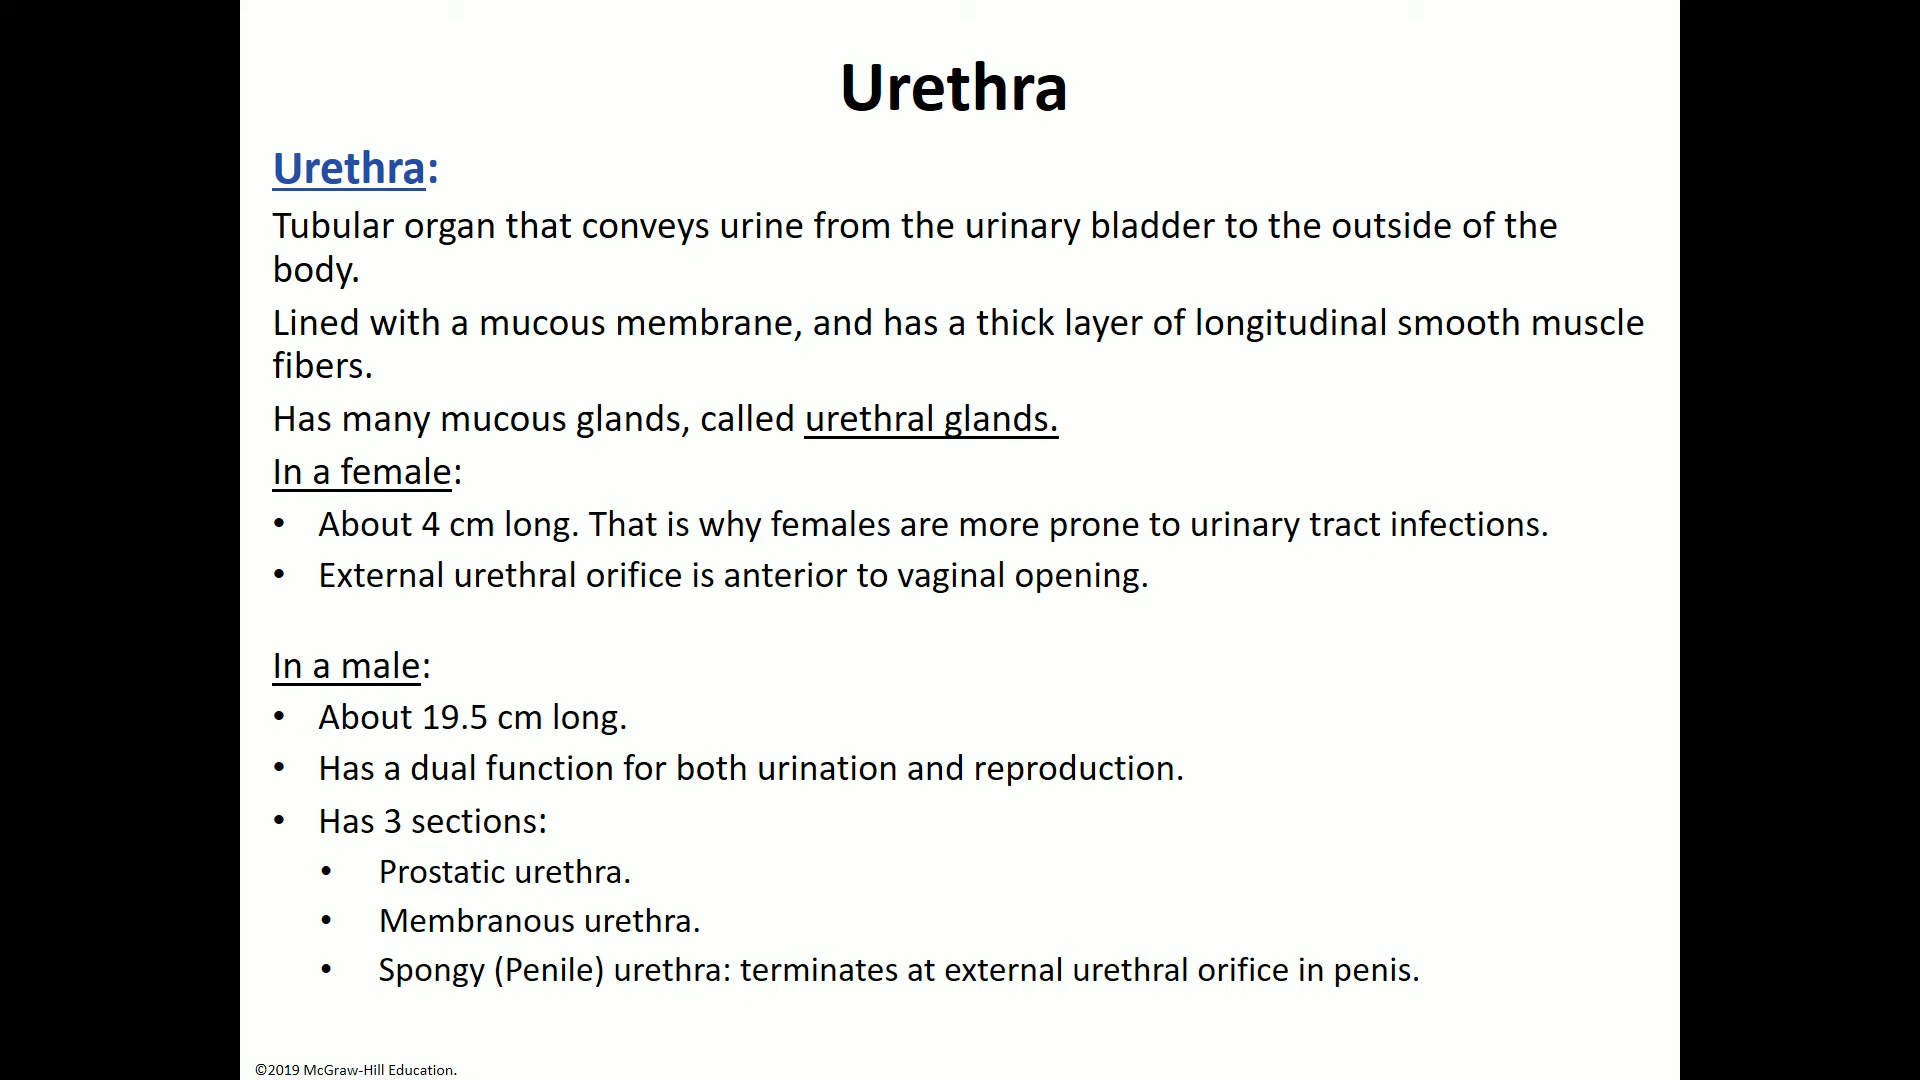 Urethra
Urethra:
Tubular organ that conveys urine from the urinary bladder to the outside of the
body.
Lined with a mucous membrane, and has a thick layer of longitudinal smooth muscle
fibers.
Has many mucous glands, called urethral glands.
In a female:
• About 4 cm long. That is why females are more prone to urinary tract infections.
• External urethral orifice is anterior to vaginal opening.
In a male:
• About 19.5 cm long.
• Has a dual function for both urination and reproduction.
• Has 3 sections:
• Prostatic urethra.
• Membranous urethra.
• Spongy (Penile) urethra: terminates at external urethral orifice in penis.
©2019 McGraw-Hill Education.